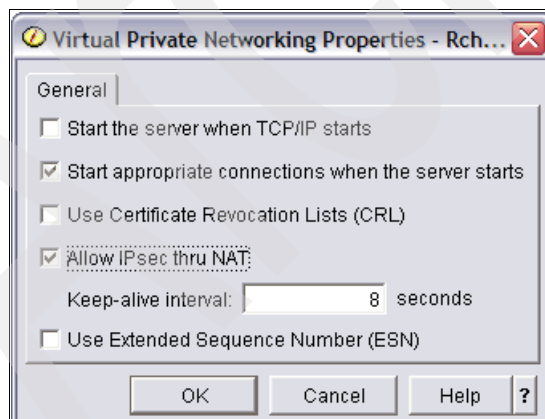 Virtual Private Networking Properties - Rch...
General
Start the server when TCP/IP starts
Start appropriate connections when the server starts
Use Certificate Revocation Lists (CRL)
Allow IPsec thru NAT
Keep-alive interval: 8 seconds
Use Extended Sequence Number (ESN)
OK Cancel Help ?